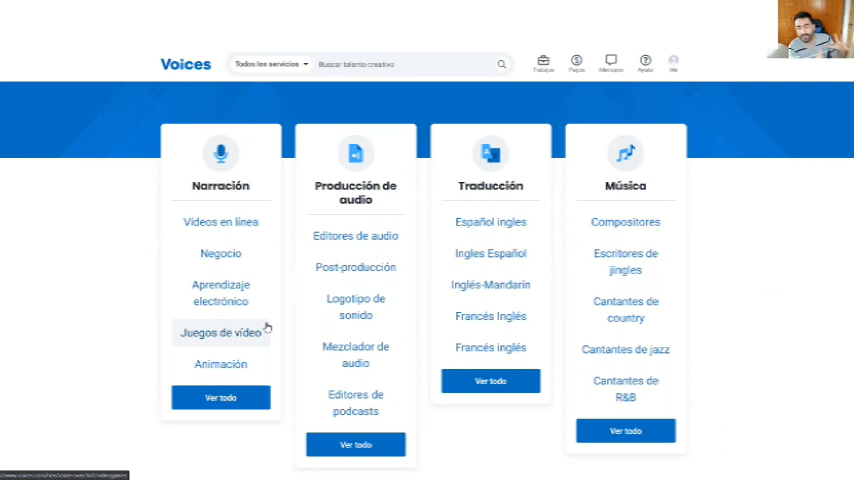 Voices
Todos los servicios
Buscar talento creativo
Trabajos
Pagos
Mensajes
Ayuda
Me
Narración
Vídeos en línea
Negocio
Aprendizaje
electrónico
Juegos de vídeo
Animación
Ver todo
Producción de
audio
Editores de audio
Post-producción
Logotipo de
sonido
Mezclador de
audio
Editores de
podcasts
Ver todo
Traducción
Español ingles
Ingles Español
Inglés-Mandarín
Francés Inglés
Francés inglés
Ver todo
Música
Compositores
Escritores de
jingles
Cantantes de
country
Cantantes de jazz
Cantantes de
R&B
Ver todo